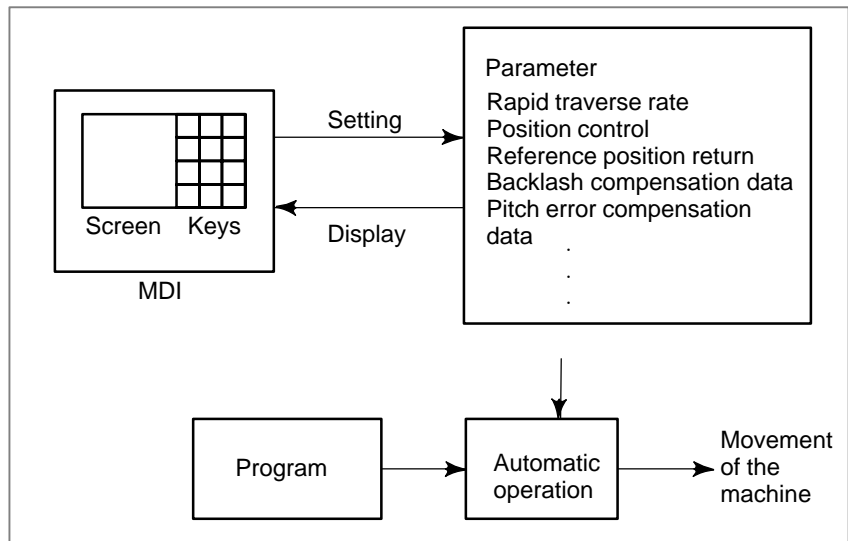 Parameter
Rapid traverse rate
Position control
Reference position return
Backlash compensation data
Pitch error compensation
data
.
.
.
Setting
Display
Screen Keys
MDI
Program
Automatic
operation
Movement
of the
machine